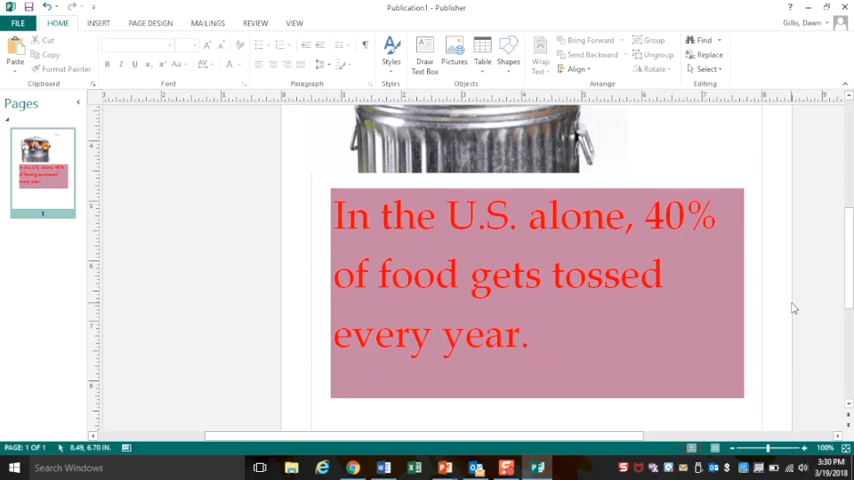 Publication1 - Publisher
FILE HOME INSERT PAGE DESIGN MAILINGS REVIEW VIEW
Gillis, Dawn
Paste
Cut
Copy
Format Painter
Clipboard
Font
Paragraph
Styles
Styles
Draw Text Box
Pictures
Table
Shapes
Objects
Wrap Text
Bring Forward
Send Backward
Align
Group
Ungroup
Rotate
Arrange
Find
Replace
Select
Editing
Pages
1
In the U.S. alone, 40%
of food gets tossed
every year.
PAGE: 1 OF 1
8.49, 6.70 IN.
100%
Search Windows
3:30 PM
3/19/2018